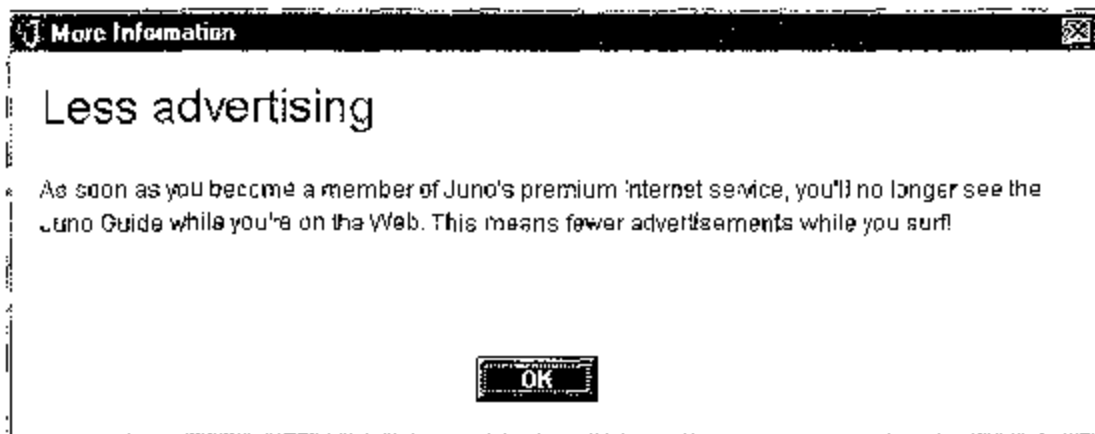 More Information
Less advertising
As soon as you become a member of Juno's premium Internet service, you'll no longer see the
Juno Guide while you're on the Web. This means fewer advertisements while you surf!
OK